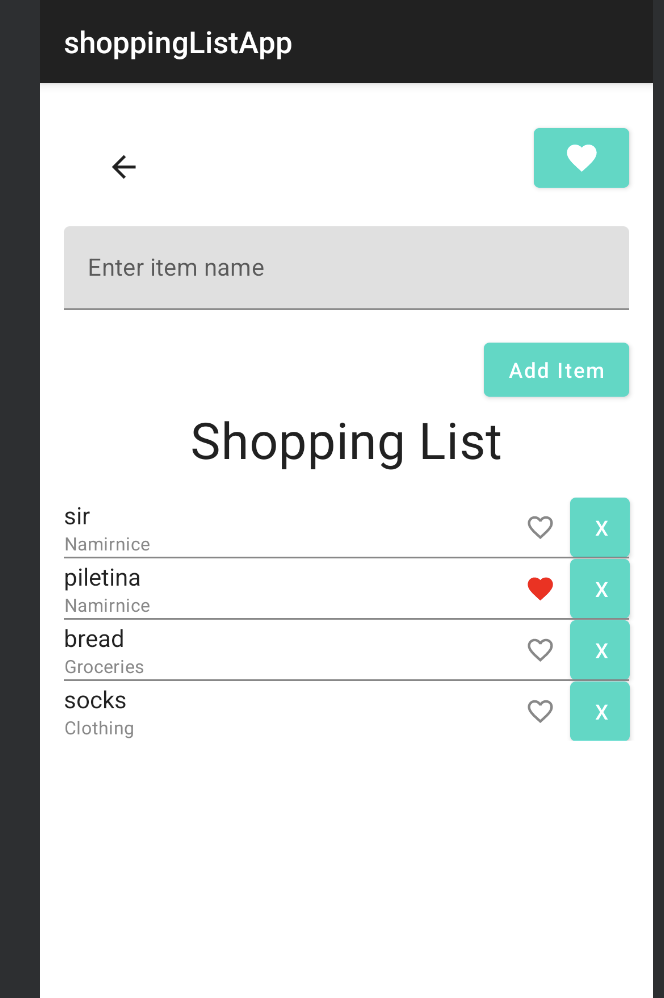 shoppingListApp
Enter item name
Add Item
Shopping List
sir
Namirnice
X
piletina
Namirnice
X
bread
Groceries
X
socks
Clothing
X